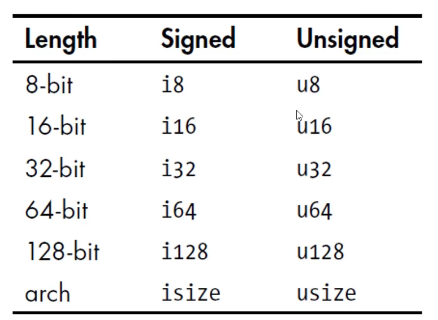 Length Signed Unsigned
8-bit i8 u8
16-bit i16 u16
32-bit i32 u32
64-bit i64 u64
128-bit i128 u128
arch isize usize